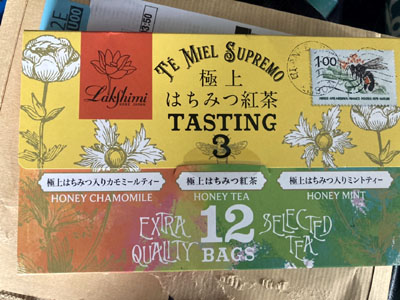 :000
03:50
Lakshimi
TÉ MIEL SUPREMO
極上
はちみつ紅茶
TASTING
3
1·00
極上はちみつ入りカモミールティー
HONEY CHAMOMILE
極上はちみつ紅茶
HONEY TEA
極上はちみつ入りミントティー
HONEY MINT
EXTRA
QUALITY
12
BAGS
SELECTED
TEA